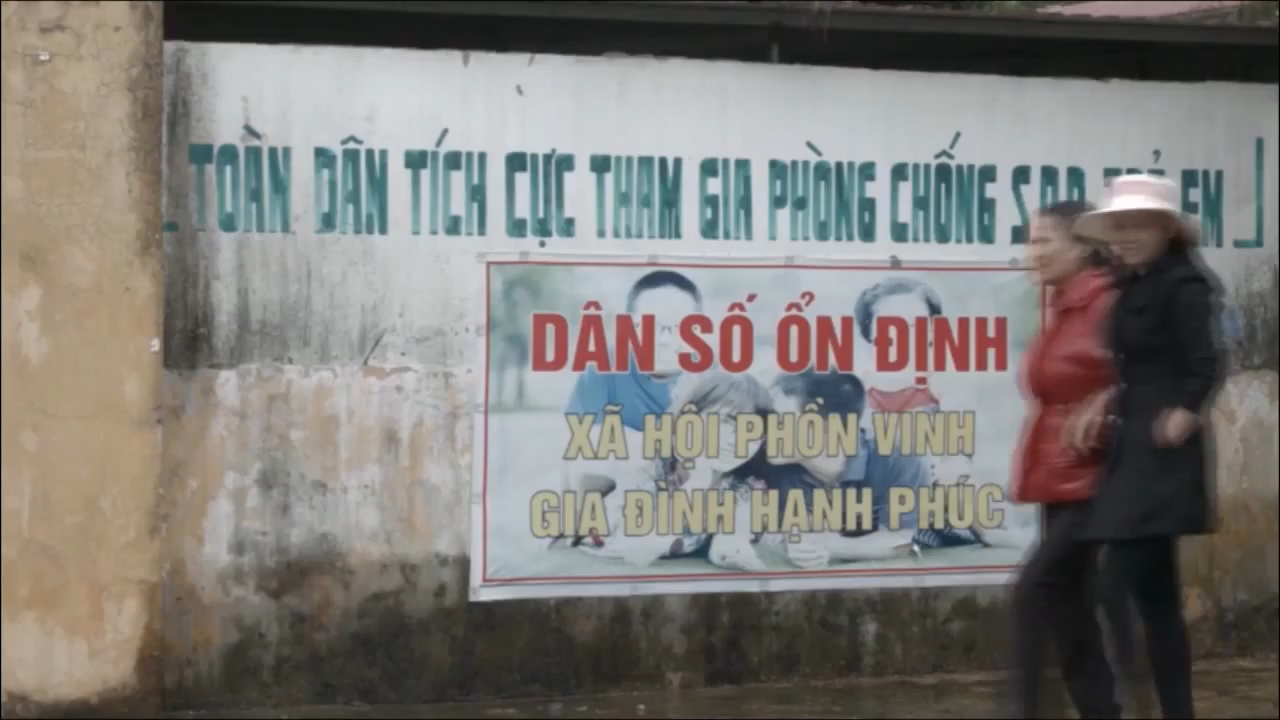 TOÀN DÂN TÍCH CỰC THAM GIA PHÒNG CHỐNG EM
DÂN SỐ ỔN ĐỊNH
XÃ HỘI PHỒN VINH
GIA ĐÌNH HẠNH PHÚC